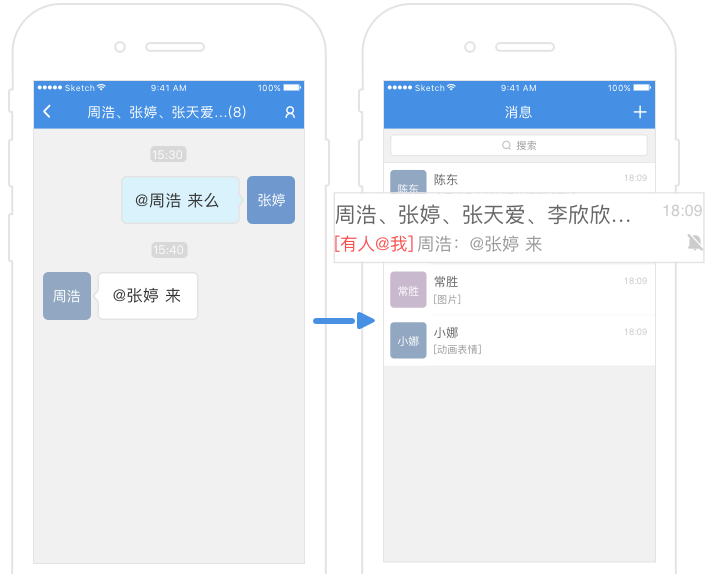 Sketch 9:41 AM 100%
周浩、张婷、张天爱...(8)
15:30
@周浩 来么
张婷
15:40
周浩
@张婷 来
Sketch 9:41 AM 100%
消息
搜索
陈东
陈东
18:09
周浩、张婷、张天爱、李欣欣...
18:09
[有人@我]周浩：@张婷 来
常胜
常胜
18:09
[图片]
小娜
小娜
18:09
[动画表情]